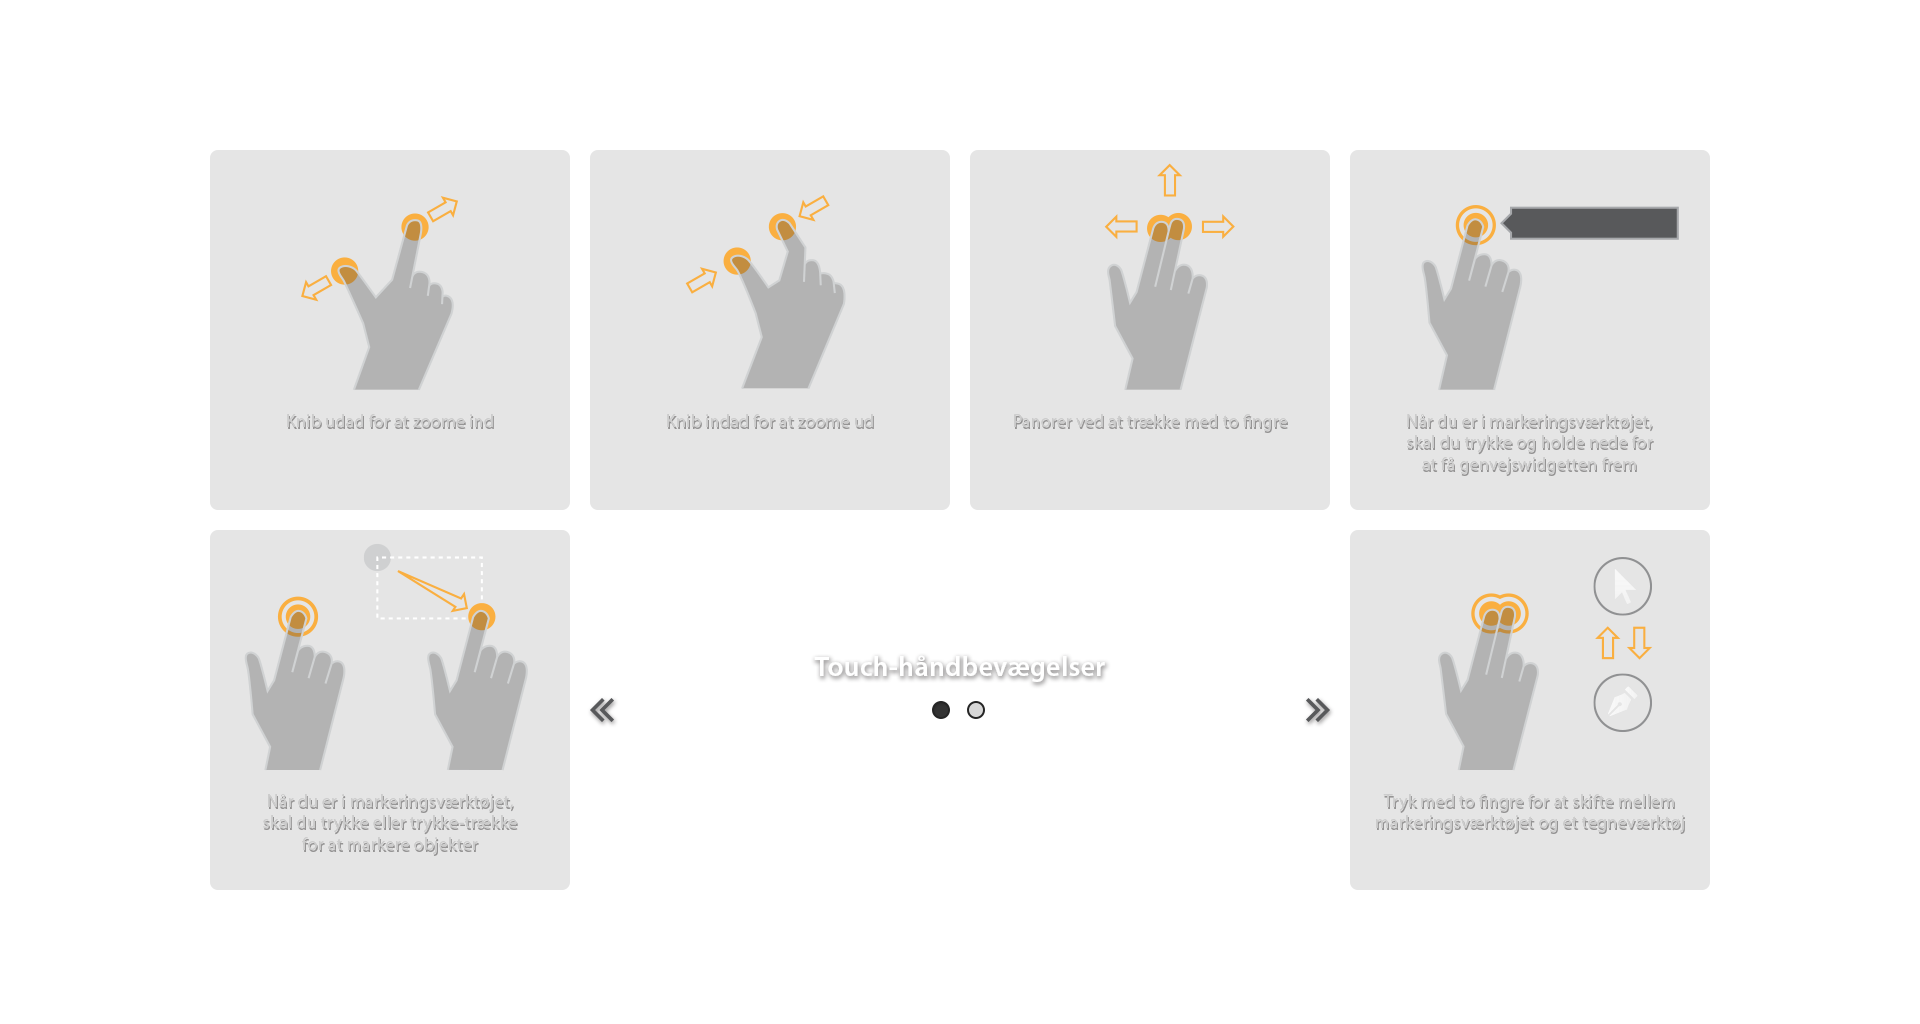 Knib udad for at zoome ind
Knib indad for at zoome ud
Panorer ved at trække med to fingre
Når du er i markeringsværktøjet,
skal du trykke og holde nede for
at få genvejswidgetten frem
Når du er i markeringsværktøjet,
skal du trykke eller trykke-trække
for at markere objekter
Touch-håndbevægelser
Tryk med to fingre for at skifte mellem
markeringsværktøjet og et tegneværktøj